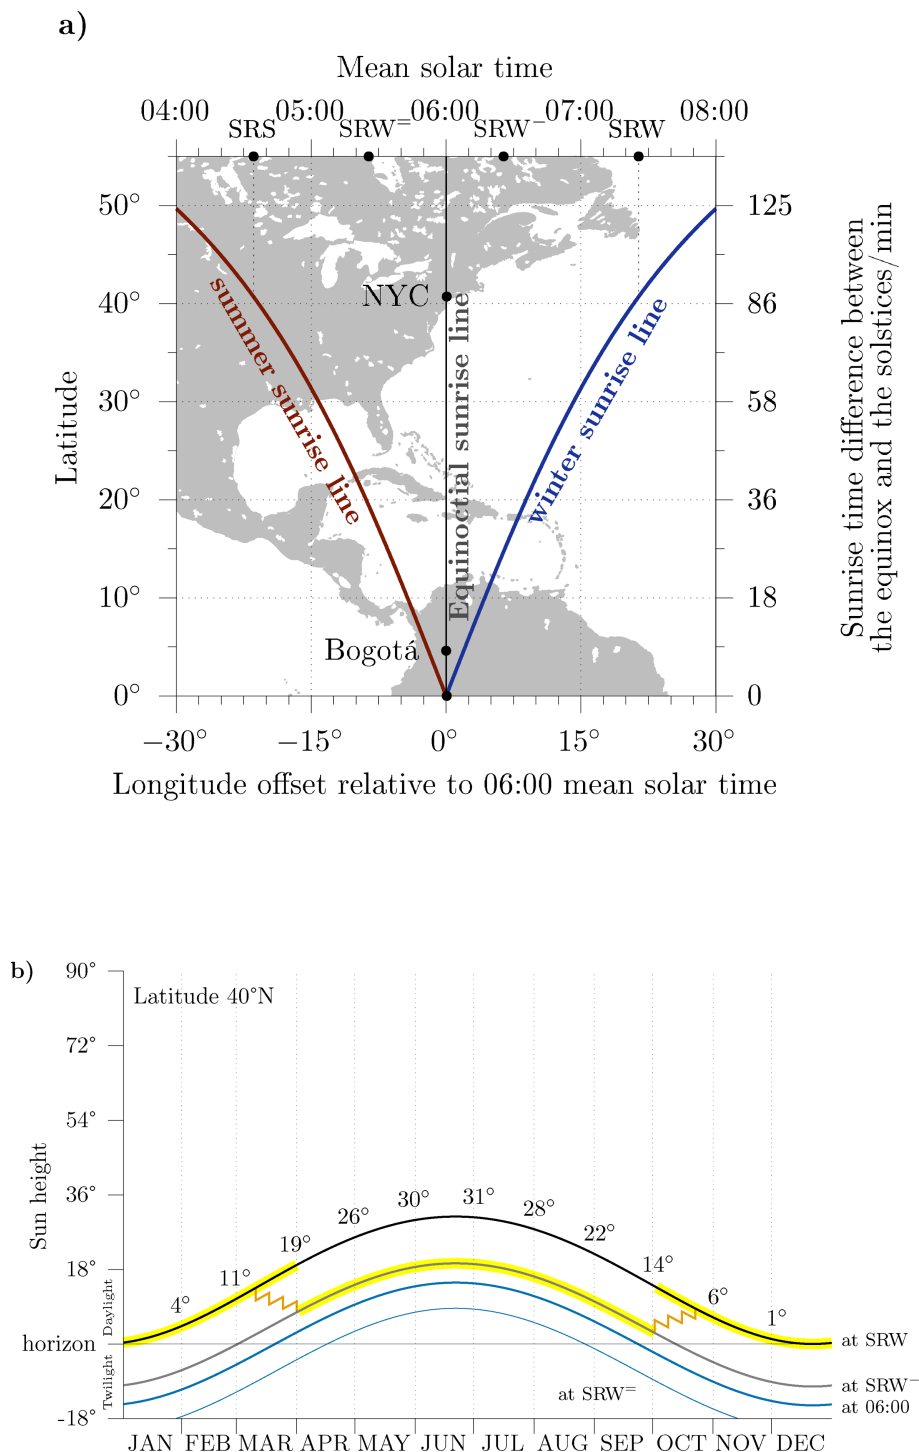 a)
Mean solar time
04:00 05:00 06:00 07:00 08:00
SRS SRW= SRW− SRW
50° 125
40° NYC 86
30° 58
20° 36
10° 18
Bogotá
0° 0
Latitude
summer sunrise line
Equinoctial sunrise line
winter sunrise line
Sunrise time difference between
the equinox and the solstices/min
−30° −15° 0° 15° 30°
Longitude offset relative to 06:00 mean solar time
b)
90°
Latitude 40°N
72°
54°
36°
18°
horizon
-18°
Sun height
Daylight
Twilight
4° 11° 19° 26° 30° 31° 28° 22° 14° 6° 1°
at SRW
at SRW−
at 06:00
at SRW=
JAN FEB MAR APR MAY JUN JUL AUG SEP OCT NOV DEC